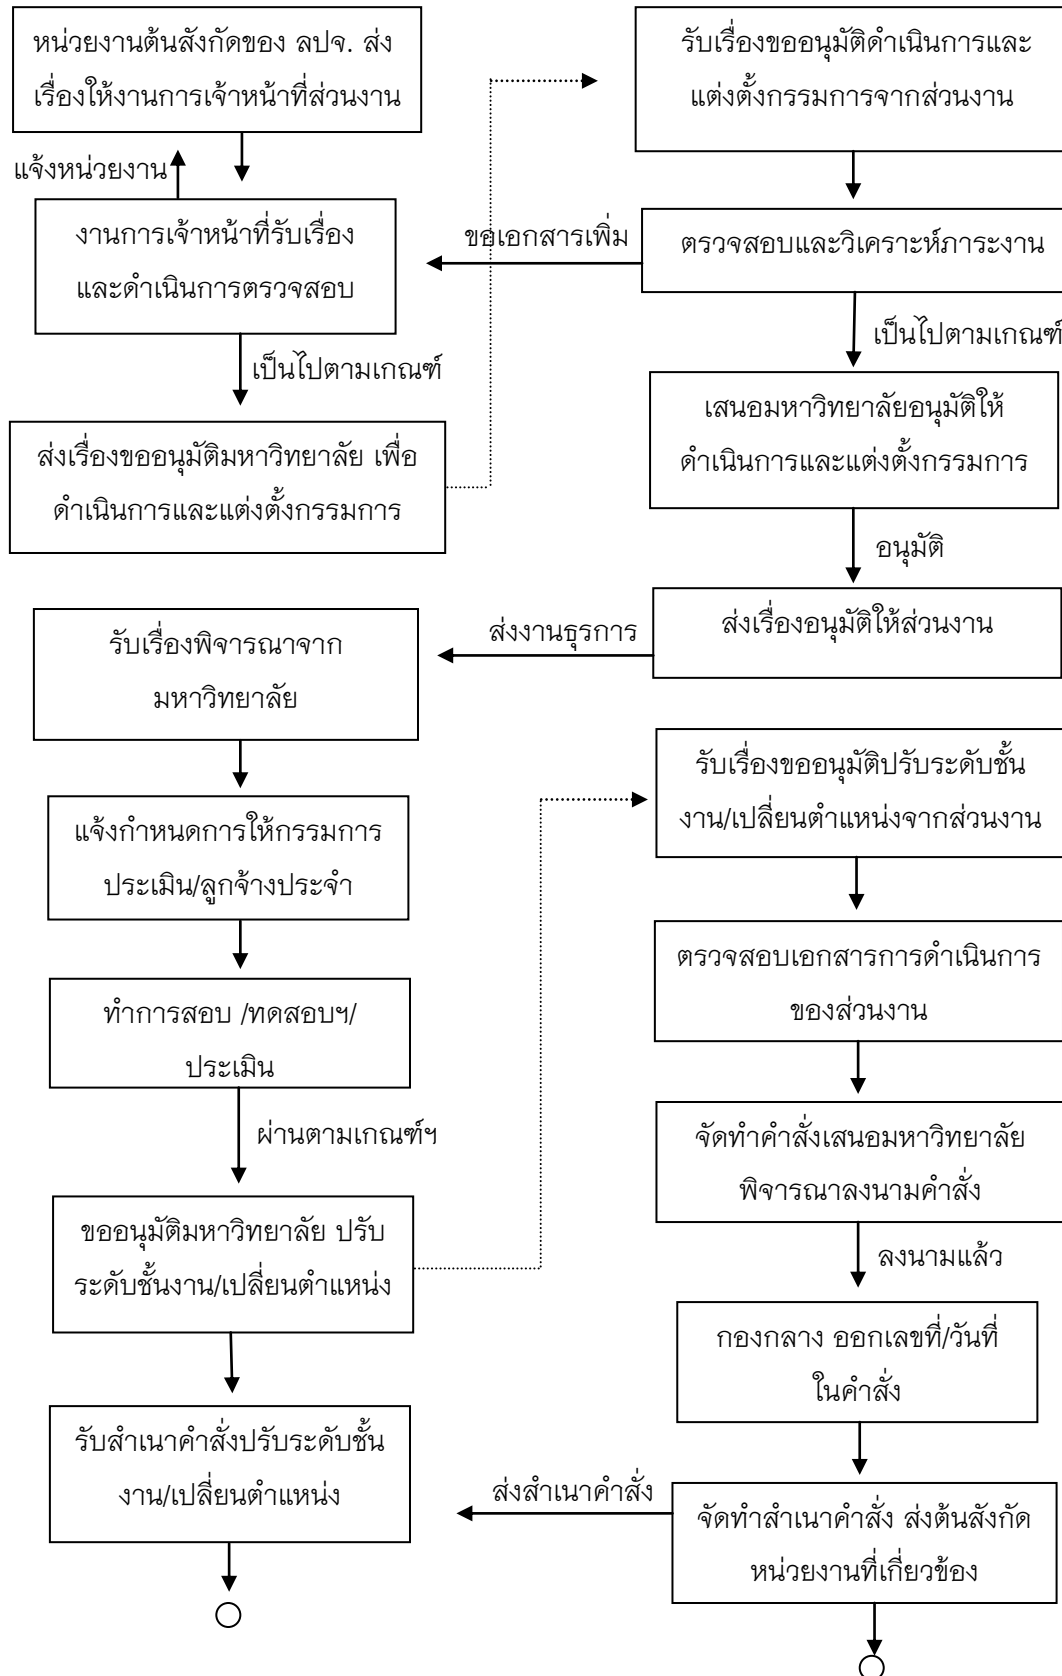 หน่วยงานต้นสังกัดของ ลปจ. ส่ง
เรื่องให้งานการเจ้าหน้าที่ส่วนงาน
แจ้งหน่วยงาน
งานการเจ้าหน้าที่รับเรื่อง
และดำเนินการตรวจสอบ
เป็นไปตามเกณฑ์
ส่งเรื่องขออนุมัติมหาวิทยาลัย เพื่อ
ดำเนินการและแต่งตั้งกรรมการ
รับเรื่องขออนุมัติดำเนินการและ
แต่งตั้งกรรมการจากส่วนงาน
ขอเอกสารเพิ่ม
ตรวจสอบและวิเคราะห์ภาระงาน
เป็นไปตามเกณฑ์
เสนอมหาวิทยาลัยอนุมัติให้
ดำเนินการและแต่งตั้งกรรมการ
อนุมัติ
ส่งเรื่องอนุมัติให้ส่วนงาน
ส่งงานธุรการ
รับเรื่องพิจารณาจาก
มหาวิทยาลัย
แจ้งกำหนดการให้กรรมการ
ประเมิน/ลูกจ้างประจำ
ทำการสอบ /ทดสอบฯ/
ประเมิน
ผ่านตามเกณฑ์ฯ
ขออนุมัติมหาวิทยาลัย ปรับ
ระดับชั้นงาน/เปลี่ยนตำแหน่ง
รับเรื่องขออนุมัติปรับระดับชั้น
งาน/เปลี่ยนตำแหน่งจากส่วนงาน
ตรวจสอบเอกสารการดำเนินการ
ของส่วนงาน
จัดทำคำสั่งเสนอมหาวิทยาลัย
พิจารณาลงนามคำสั่ง
ลงนามแล้ว
กองกลาง ออกเลขที่/วันที่
ในคำสั่ง
จัดทำสำเนาคำสั่ง ส่งต้นสังกัด
หน่วยงานที่เกี่ยวข้อง
ส่งสำเนาคำสั่ง
รับสำเนาคำสั่งปรับระดับชั้น
งาน/เปลี่ยนตำแหน่ง